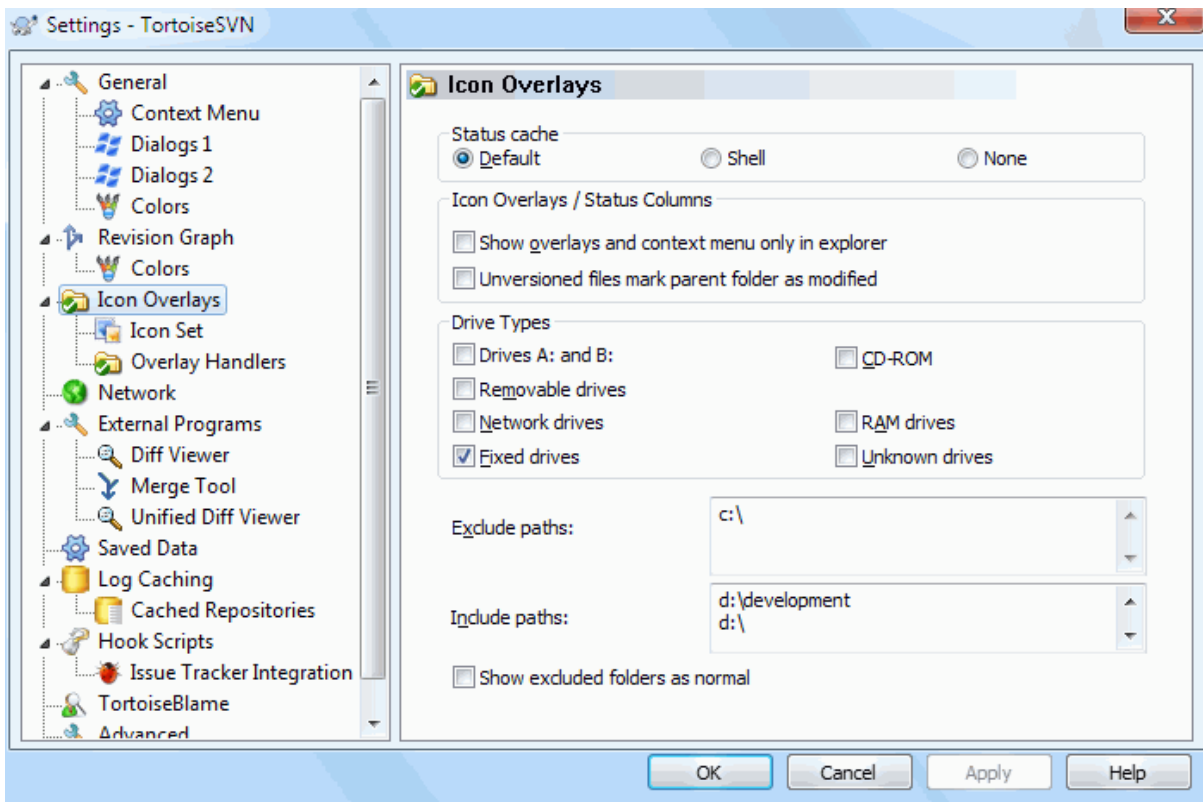 Settings - TortoiseSVN
General
Context Menu
Dialogs 1
Dialogs 2
Colors
Revision Graph
Colors
Icon Overlays
Icon Set
Overlay Handlers
Network
External Programs
Diff Viewer
Merge Tool
Unified Diff Viewer
Saved Data
Log Caching
Cached Repositories
Hook Scripts
Issue Tracker Integration
TortoiseBlame
Advanced
Icon Overlays
Status cache
Default Shell None
Icon Overlays / Status Columns
Show overlays and context menu only in explorer
Unversioned files mark parent folder as modified
Drive Types
Drives A: and B: CD-ROM
Removable drives
Network drives RAM drives
Fixed drives Unknown drives
Exclude paths:
c:\
Include paths:
d:\development
d:\
Show excluded folders as normal
OK Cancel Apply Help